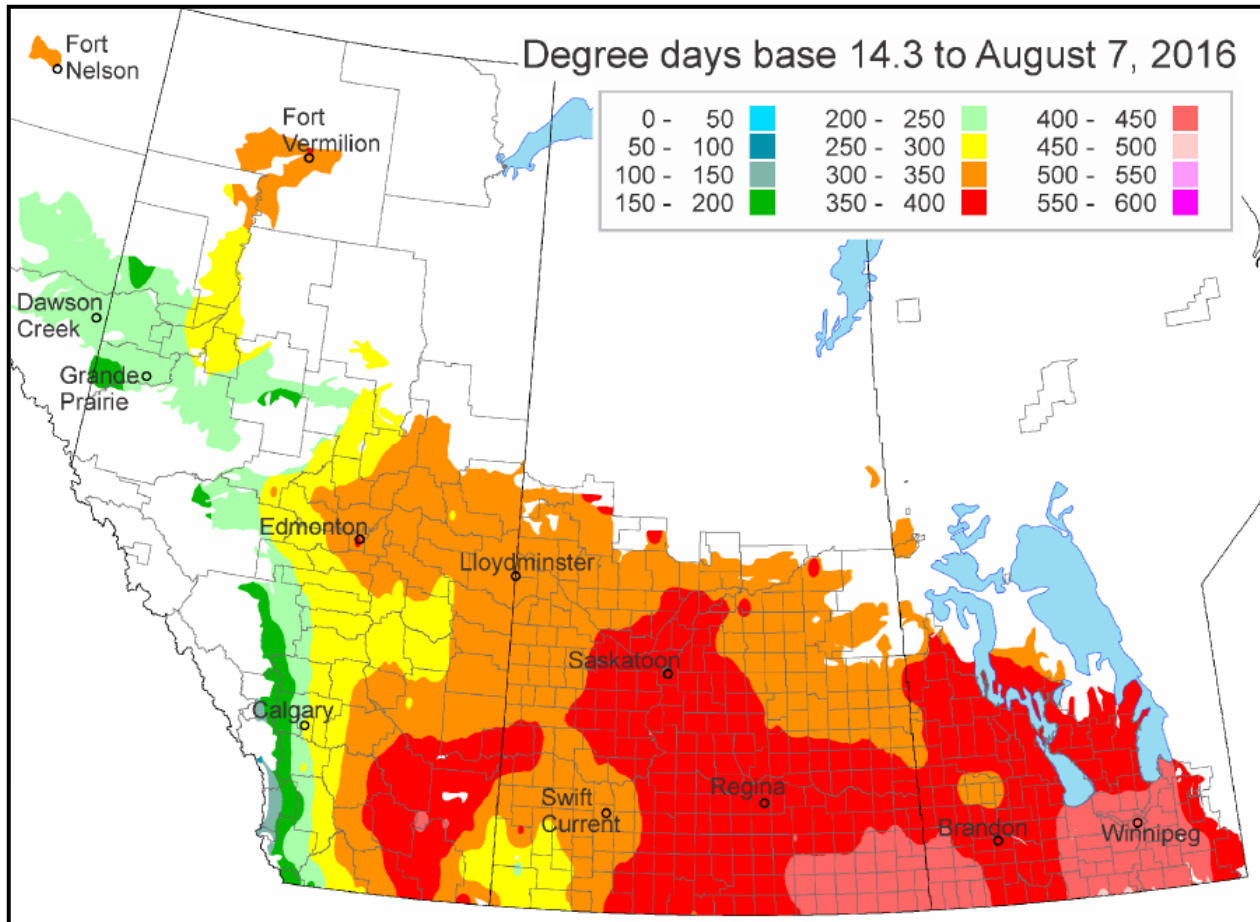 Degree days base 14.3 to August 7, 2016
0 - 50
50 - 100
100 - 150
150 - 200
200 - 250
250 - 300
300 - 350
350 - 400
400 - 450
450 - 500
500 - 550
550 - 600
Fort
Nelson
Fort
Vermilion
Dawson
Creek
Grande
Prairie
Edmonton
Lloydminster
Saskatoon
Calgary
Swift
Current
Regina
Brandon
Winnipeg